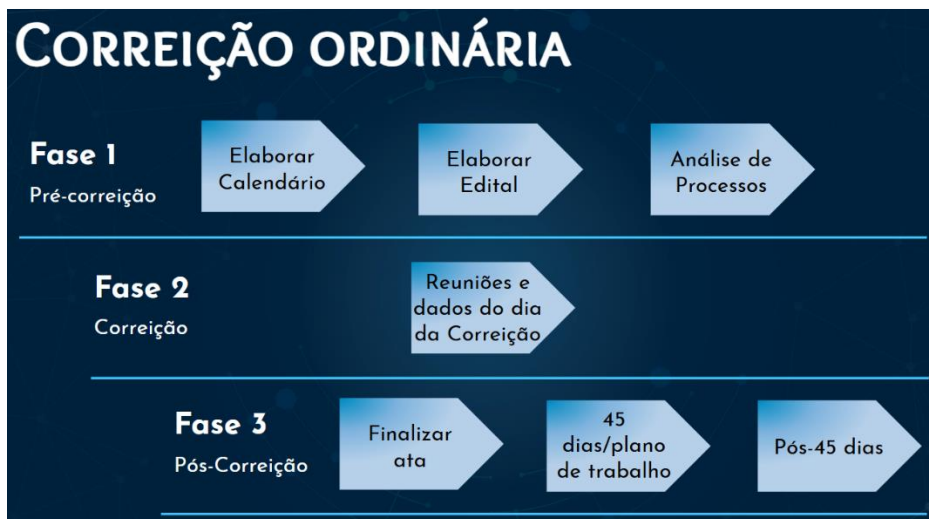 CORREIÇÃO ORDINÁRIA
Fase 1
Pré-correição
Elaborar
Calendário
Elaborar
Edital
Análise de
Processos
Fase 2
Correição
Reuniões e
dados do dia
da Correição
Fase 3
Pós-Correição
Finalizar
ata
45
dias/plano
de trabalho
Pós-45 dias